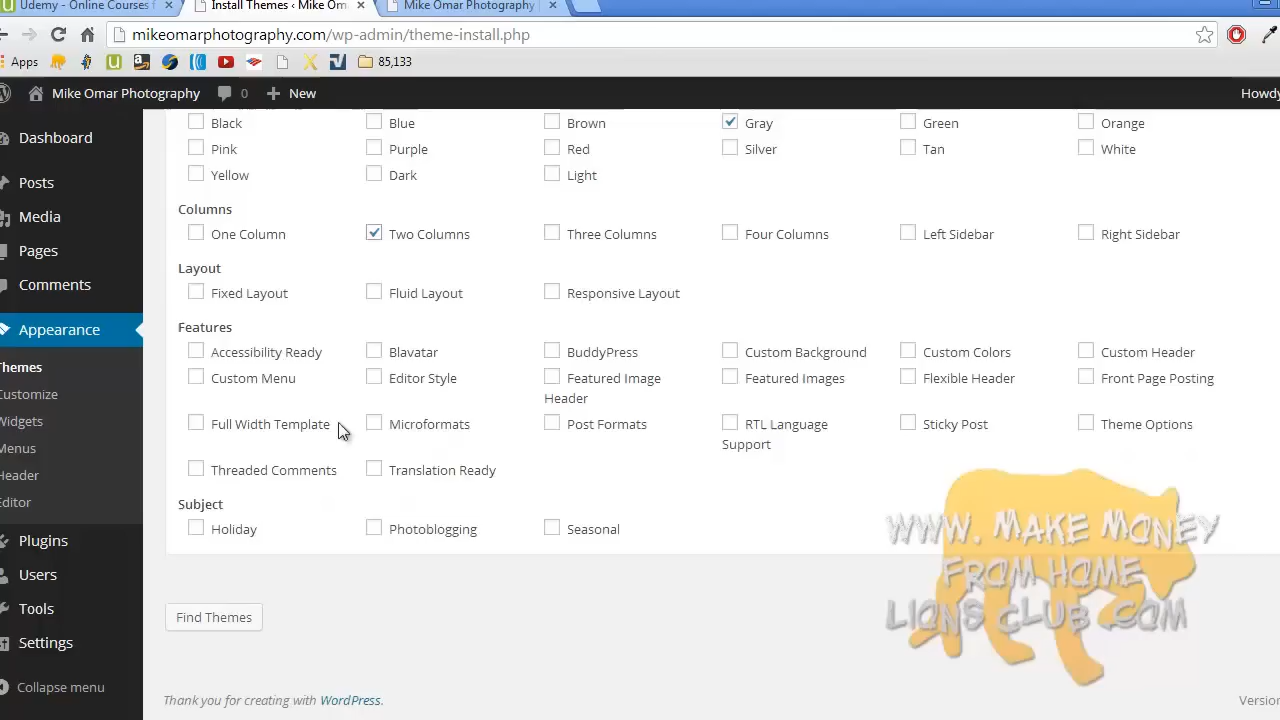 Udemy - Online Courses f
Install Themes ‹ Mike Om
Mike Omar Photography
mikeomarphotography.com/wp-admin/theme-install.php
Apps
85,133
Mike Omar Photography 0 + New
Howdy
Dashboard
Posts
Media
Pages
Comments
Appearance
Themes
Customize
Widgets
Menus
Header
Editor
Plugins
Users
Tools
Settings
Collapse menu
Black Blue Brown Gray Green Orange
Pink Purple Red Silver Tan White
Yellow Dark Light
Columns
One Column Two Columns Three Columns Four Columns Left Sidebar Right Sidebar
Layout
Fixed Layout Fluid Layout Responsive Layout
Features
Accessibility Ready Blavatar BuddyPress Custom Background Custom Colors Custom Header
Custom Menu Editor Style Featured Image Featured Images Flexible Header Front Page Posting
Header
Full Width Template Microformats Post Formats RTL Language Sticky Post Theme Options
Support
Threaded Comments Translation Ready
Subject
Holiday Photoblogging Seasonal
Find Themes
Thank you for creating with WordPress.
Version
WWW. MAKE MONEY
FROM HOME
LIONS CLUB .COM